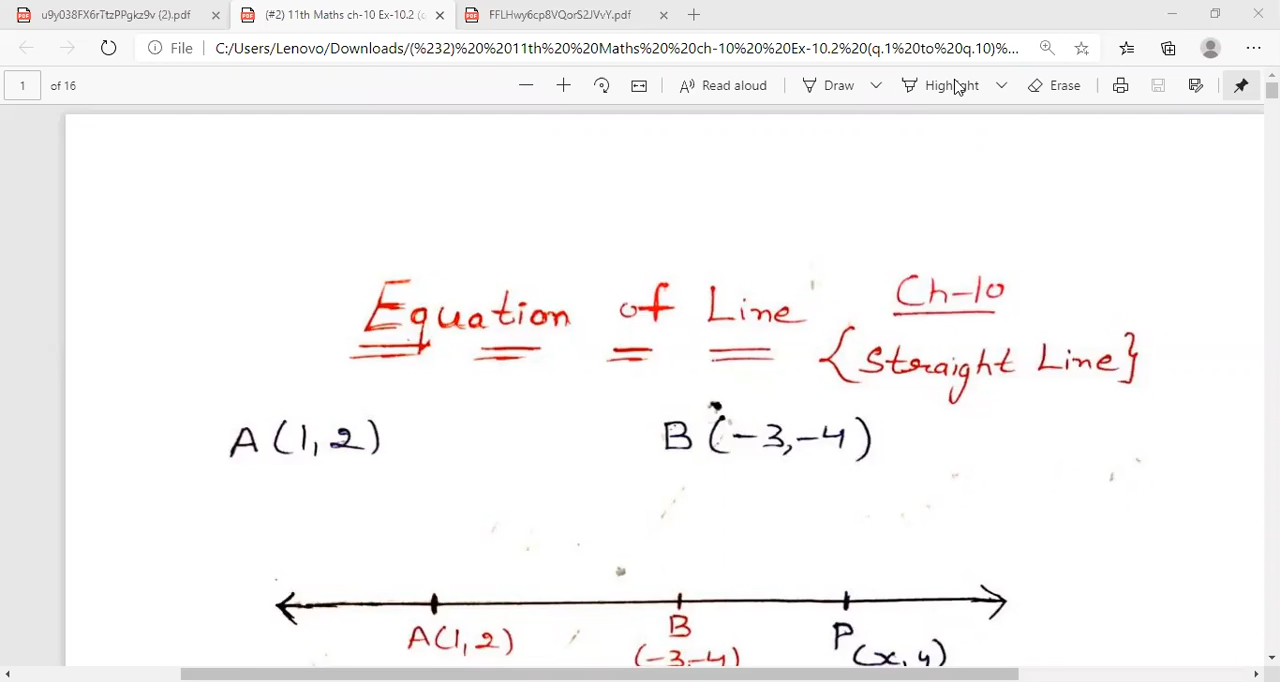 u9y038FX6rTtzPPgkz9v (2).pdf
(#2) 11th Maths ch-10 Ex-10.2 (
FFLHwy6cp8VQorS2JVvY.pdf
File
C:/Users/Lenovo/Downloads/(%232)%20%2011th%20%20Maths%20%20ch-10%20%20Ex-10.2%20(q.1%20to%20q.10)%...
1 of 16
Read aloud
Draw
Highlight
Erase
Equation of Line Ch-10
{Straight Line}
A(1,2) B(-3,-4)
A(1,2) B P(x,y)
(-3,-4)